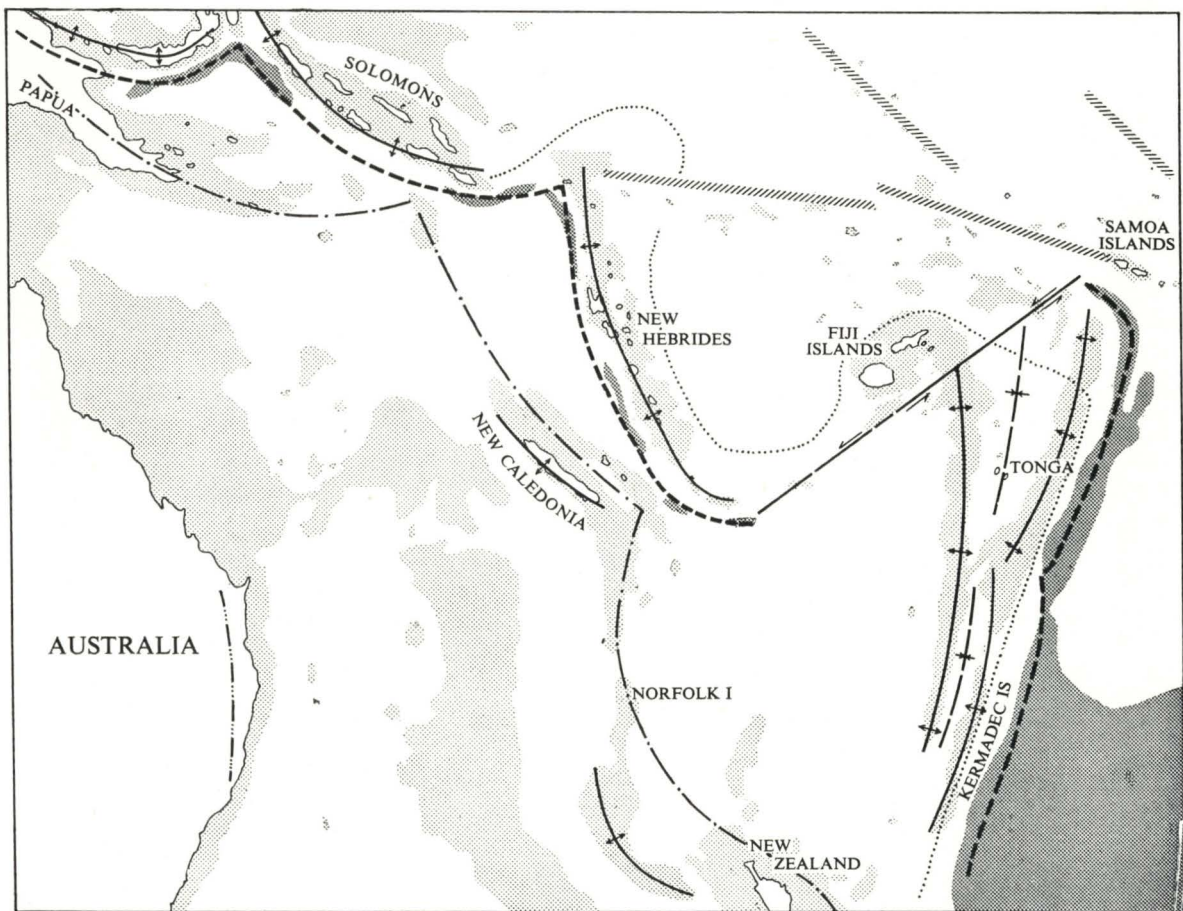 PAPUA
SOLOMONS
SAMOA
ISLANDS
NEW
HEBRIDES
FIJI
ISLANDS
NEW CALEDONIA
TONGA
AUSTRALIA
NORFOLK I
KERMADEC IS
NEW
ZEALAND